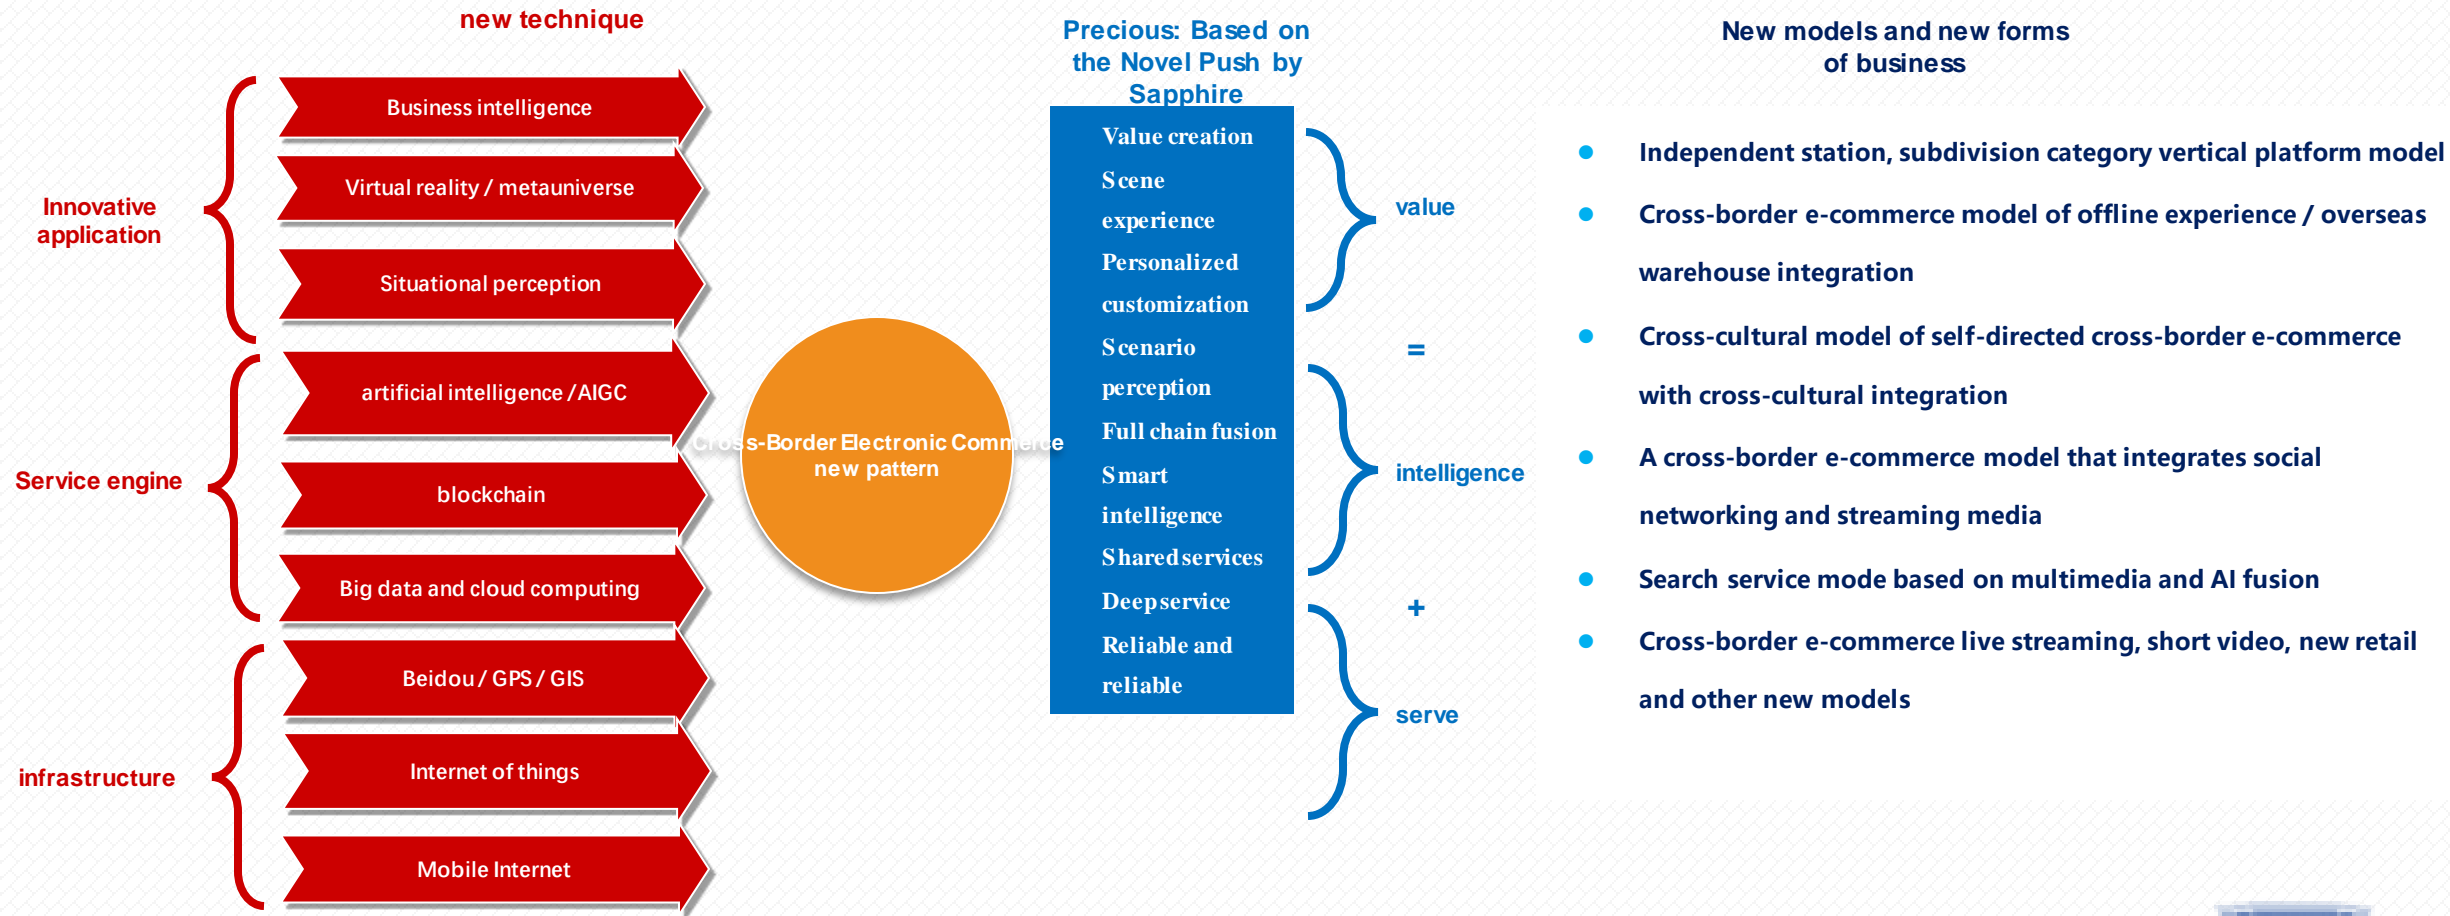 new technique
Innovative
application
Business intelligence
Virtual reality / metauniverse
Situational perception
Service engine
artificial intelligence /AIGC
blockchain
Big data and cloud computing
infrastructure
Beidou / GPS / GIS
Internet of things
Mobile Internet
Cross-Border Electronic Commerce
new pattern
Precious: Based on
the Novel Push by
Sapphire
Value creation
Scene
experience
Personalized
customization
Scenario
perception
Full chain fusion
Smart
intelligence
Shared services
Deep service
Reliable and
reliable
value
=
intelligence
+
serve
New models and new forms
of business
● Independent station, subdivision category vertical platform model
● Cross-border e-commerce model of offline experience / overseas
warehouse integration
● Cross-cultural model of self-directed cross-border e-commerce
with cross-cultural integration
● A cross-border e-commerce model that integrates social
networking and streaming media
● Search service mode based on multimedia and AI fusion
● Cross-border e-commerce live streaming, short video, new retail
and other new models